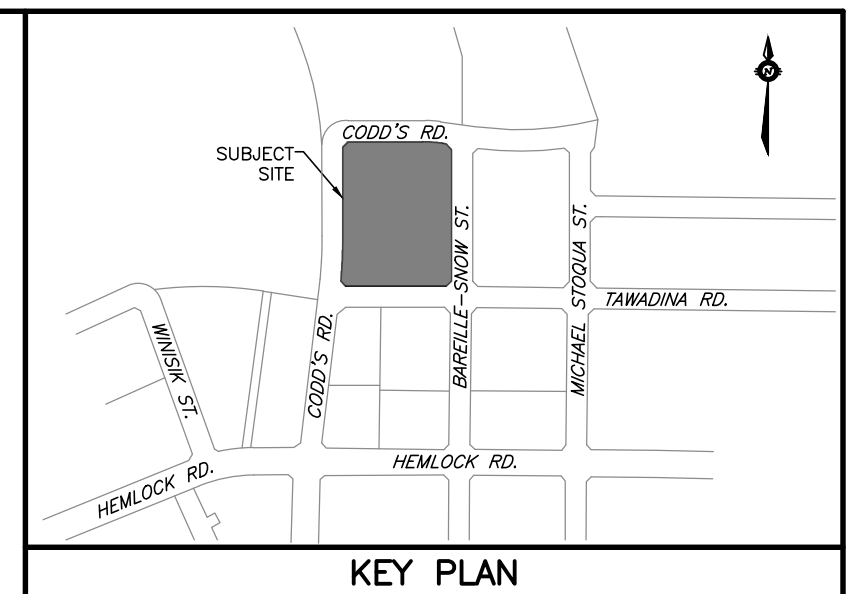 CODD'S RD.
N
SUBJECT
SITE
BAREILLE-SNOW ST.
MICHAEL STOQUA ST.
TAWADINA RD.
WINISIK ST.
CODD'S RD.
HEMLOCK RD.
HEMLOCK RD.
KEY PLAN